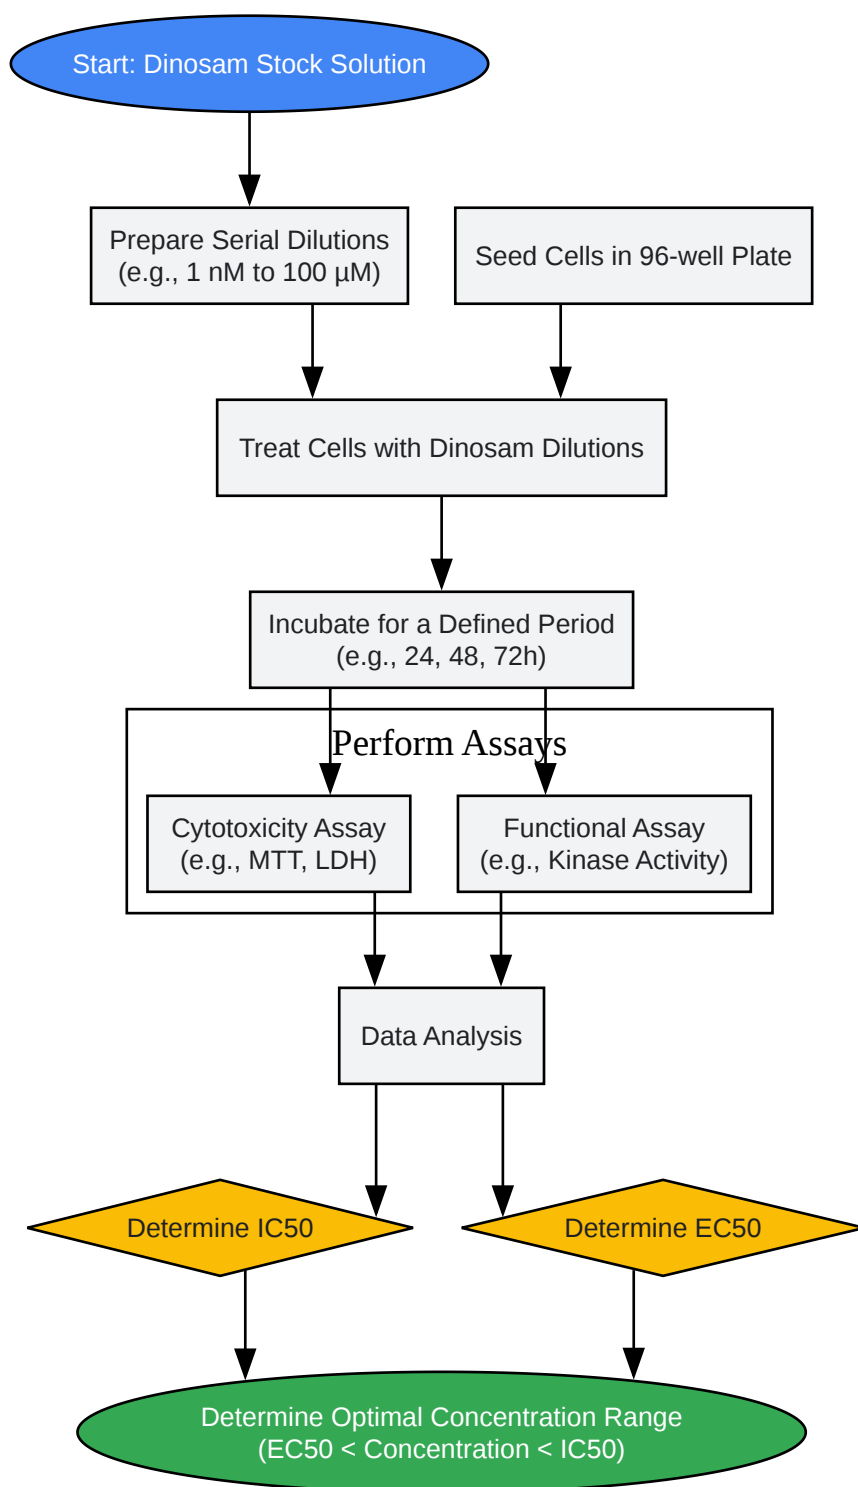 Start: Dinosam Stock Solution
Prepare Serial Dilutions
(e.g., 1 nM to 100 µM)
Seed Cells in 96-well Plate
Treat Cells with Dinosam Dilutions
Incubate for a Defined Period
(e.g., 24, 48, 72h)
Perform Assays
Cytotoxicity Assay
(e.g., MTT, LDH)
Functional Assay
(e.g., Kinase Activity)
Data Analysis
Determine IC50
Determine EC50
Determine Optimal Concentration Range
(EC50 < Concentration < IC50)